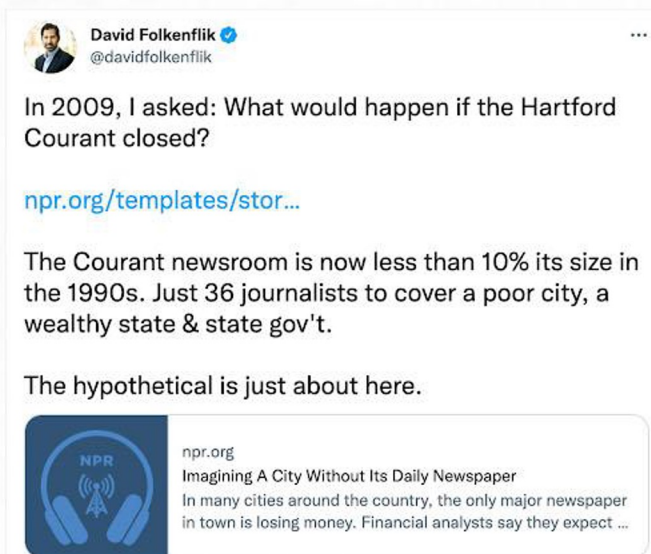 David Folkenflik
@davidfolkenflik
In 2009, I asked: What would happen if the Hartford
Courant closed?
npr.org/templates/stor...
The Courant newsroom is now less than 10% its size in
the 1990s. Just 36 journalists to cover a poor city, a
wealthy state & state gov't.
The hypothetical is just about here.
NPR
npr.org
Imagining A City Without Its Daily Newspaper
In many cities around the country, the only major newspaper
in town is losing money. Financial analysts say they expect ...